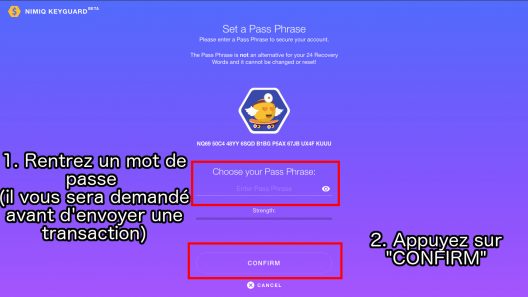 NIMIQ KEYGUARD BETA
Set a Pass Phrase
Please enter a Pass Phrase to secure your account.
The Pass Phrase is not an alternative for your 24 Recovery
Words and it cannot be changed or reset!
NQ69 50C4 48YY 6SQD B1BG P5AX 67JB UX4F KUUU
1. Rentrez un mot de
passe
(il vous sera demandé
avant d'envoyer une
transaction)
Choose your Pass Phrase:
Enter Pass Phrase
Strength:
CONFIRM
CANCEL
2. Appuyez sur
"CONFIRM"